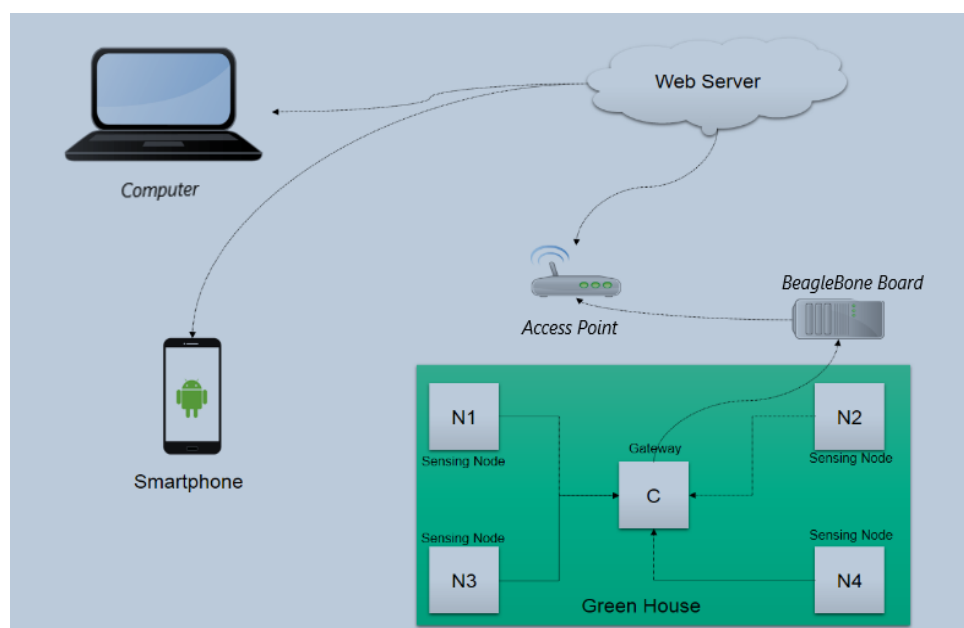 Web Server
Computer
BeagleBone Board
Access Point
N1
N2
Gateway
Sensing Node
Sensing Node
C
Smartphone
Sensing Node
Sensing Node
N3
N4
Green House